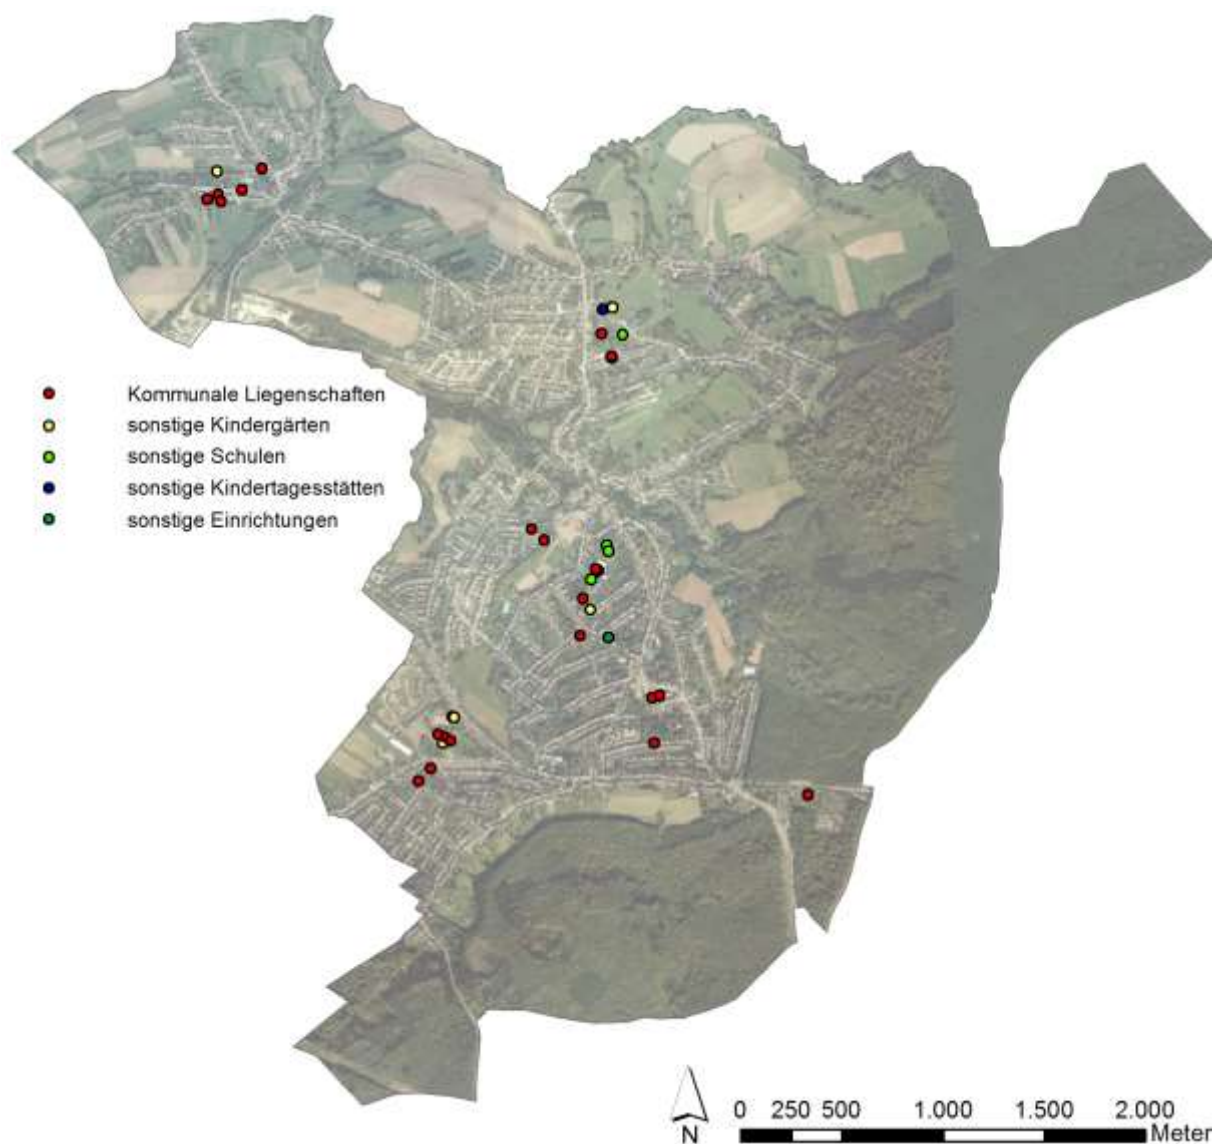 Kommunale Liegenschaften
sonstige Kindergärten
sonstige Schulen
sonstige Kindertagesstätten
sonstige Einrichtungen
N
0 250 500 1.000 1.500 2.000
Meter